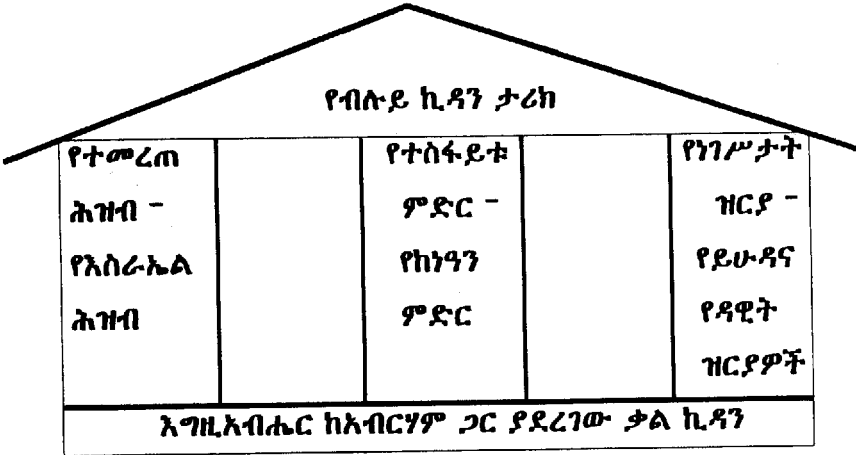 የብሉይ ኪዳን ታሪክ
የተመረጠ
ሕዝብ -
የእስራኤል
ሕዝብ
የተስፋይቱ
ምድር -
የከነዓን
ምድር
የነገሥታት
ዝርያ -
የይሁዳና
የዳዊት
ዝርያዎች
እግዚአብሔር ከአብርሃም ጋር ያደረገው ቃል ኪዳን